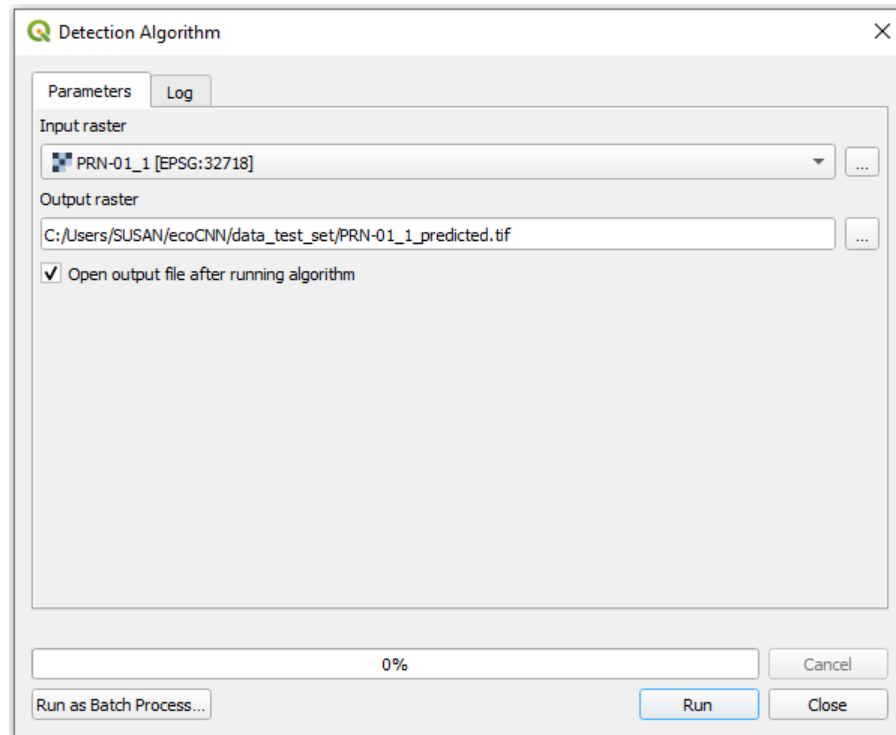 Detection Algorithm
Parameters Log
Input raster
PRN-01_1 [EPSG:32718]
...
Output raster
C:/Users/SUSAN/ecoCNN/data_test_set/PRN-01_1_predicted.tif
...
Open output file after running algorithm
0% Cancel
Run as Batch Process... Run Close